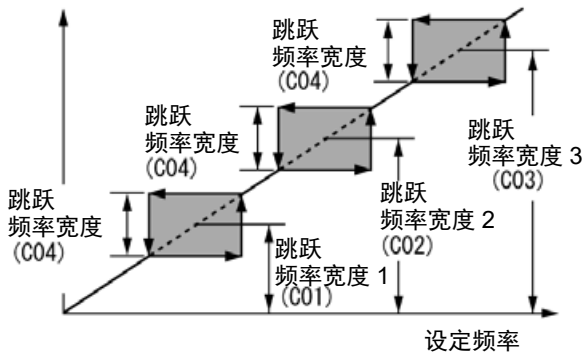 跳跃
频率宽度
(C04)
跳跃
频率宽度
(C04)
跳跃
频率宽度 3
(C03)
跳跃
频率宽度
(C04)
跳跃
频率宽度 2
(C02)
跳跃
频率宽度 1
(C01)
设定频率